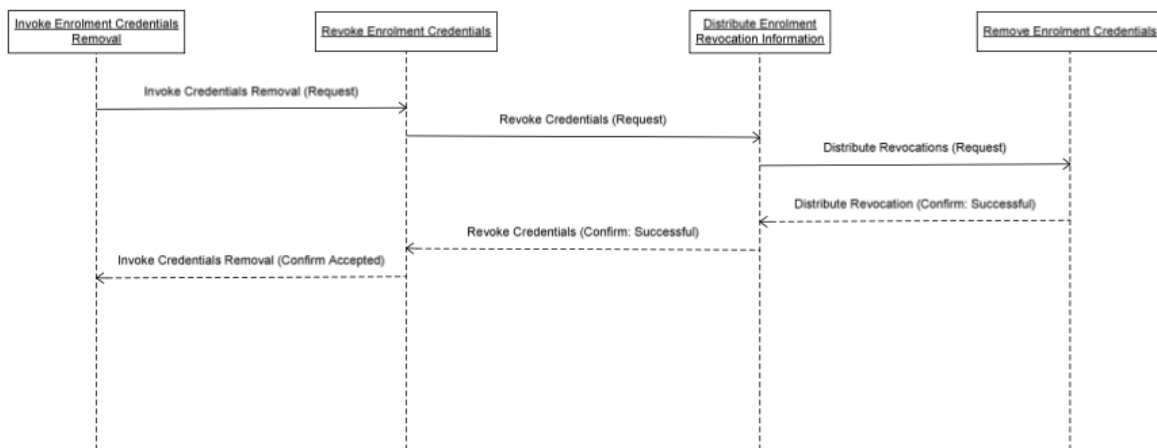 Invoke Enrolment Credentials
Removal
Revoke Enrolment Credentials
Distribute Enrolment
Revocation Information
Remove Enrolment Credentials
Invoke Credentials Removal (Request)
Revoke Credentials (Request)
Distribute Revocations (Request)
Distribute Revocation (Confirm: Successful)
Revoke Credentials (Confirm: Successful)
Invoke Credentials Removal (Confirm Accepted)